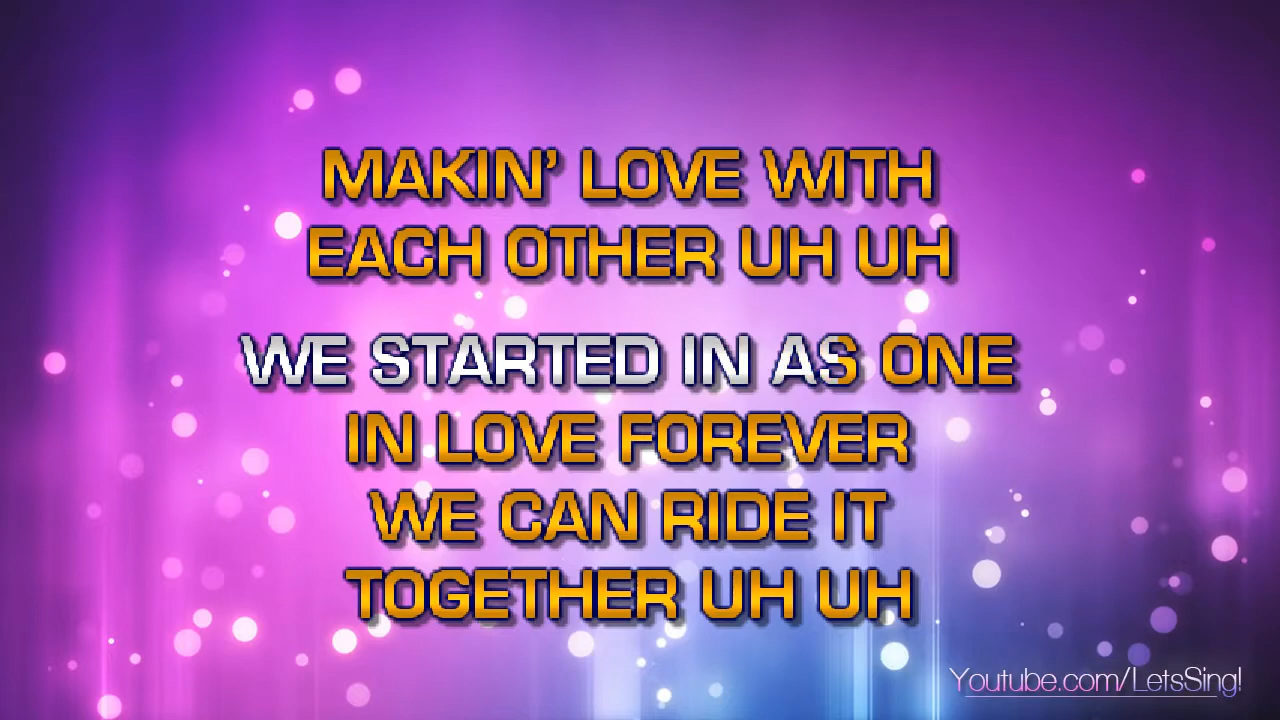 MAKIN' LOVE WITH
EACH OTHER UH UH
WE STARTED IN AS ONE
IN LOVE FOREVER
WE CAN RIDE IT
TOGETHER UH UH
Youtube.com/LetsSing!